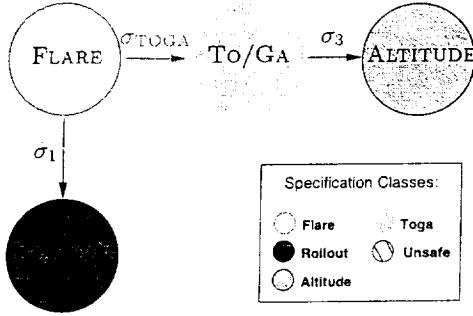 FLARE σTOGA TO/GA σ3 ALTITUDE
σ1
Specification Classes:
Flare Toga
Rollout Unsafe
Altitude